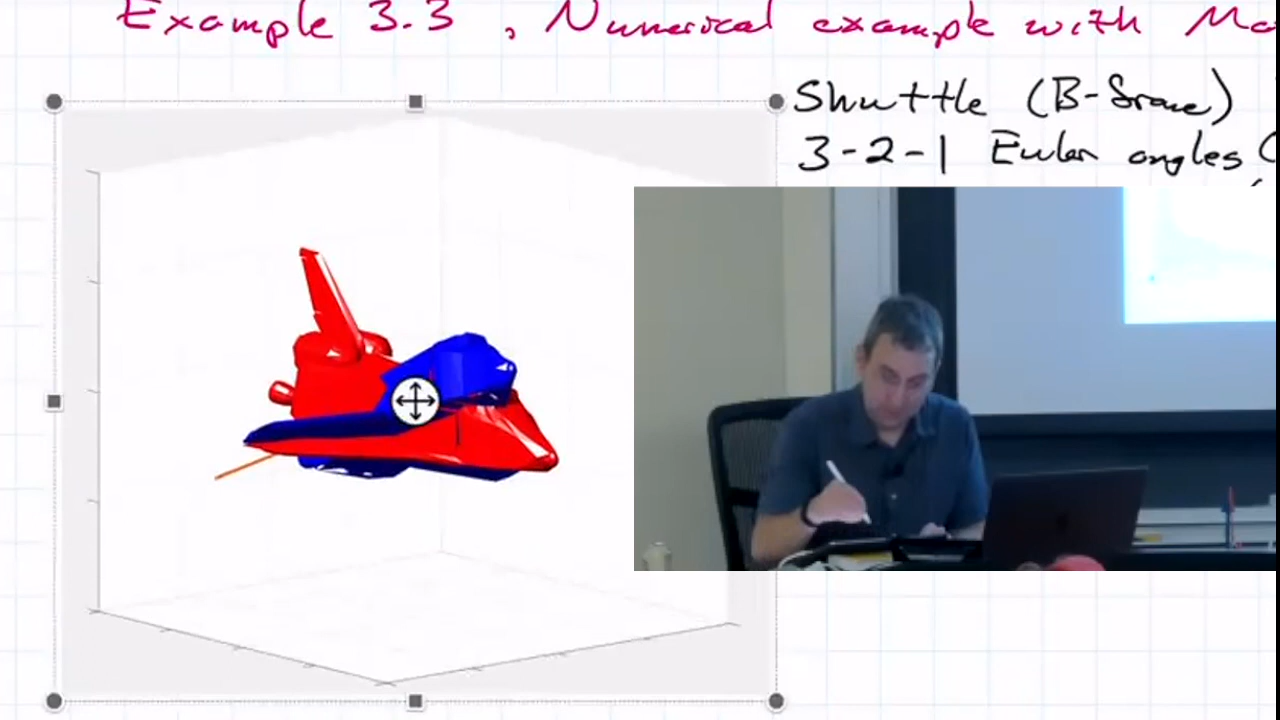 Example 3.3, Numerical example with
Shuttle (B-frame)
3-2-1 Euler angles (